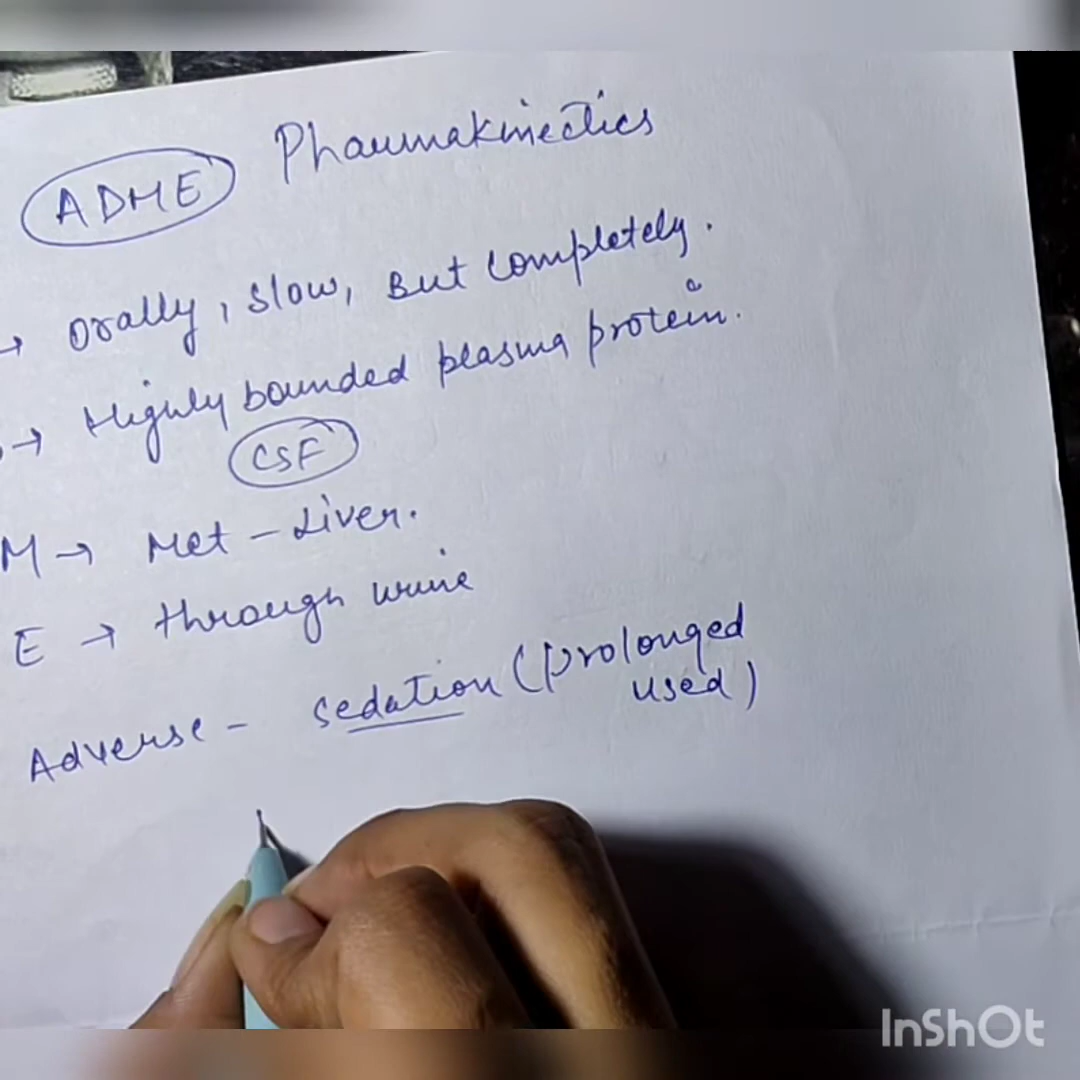 ADME Phaumakinectics
→ orally, slow, But completely.
→ Highly bounded plasma protein.
CSF
M → Met - Liver.
E → through urine
Adverse - sedation (prolonged
used)
InShOt